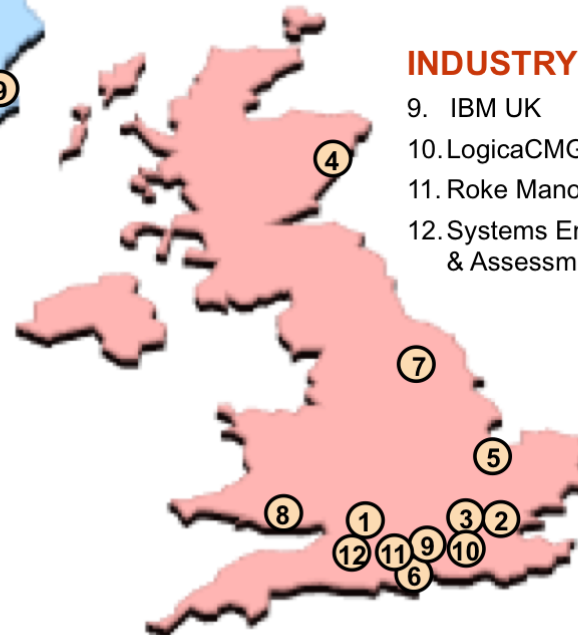 INDUSTRY
9. IBM UK
10. LogicaCMG
11. Roke Mano
12. Systems En
& Assessm
9
4
7
5
8
1
3
2
12
11
9
10
6